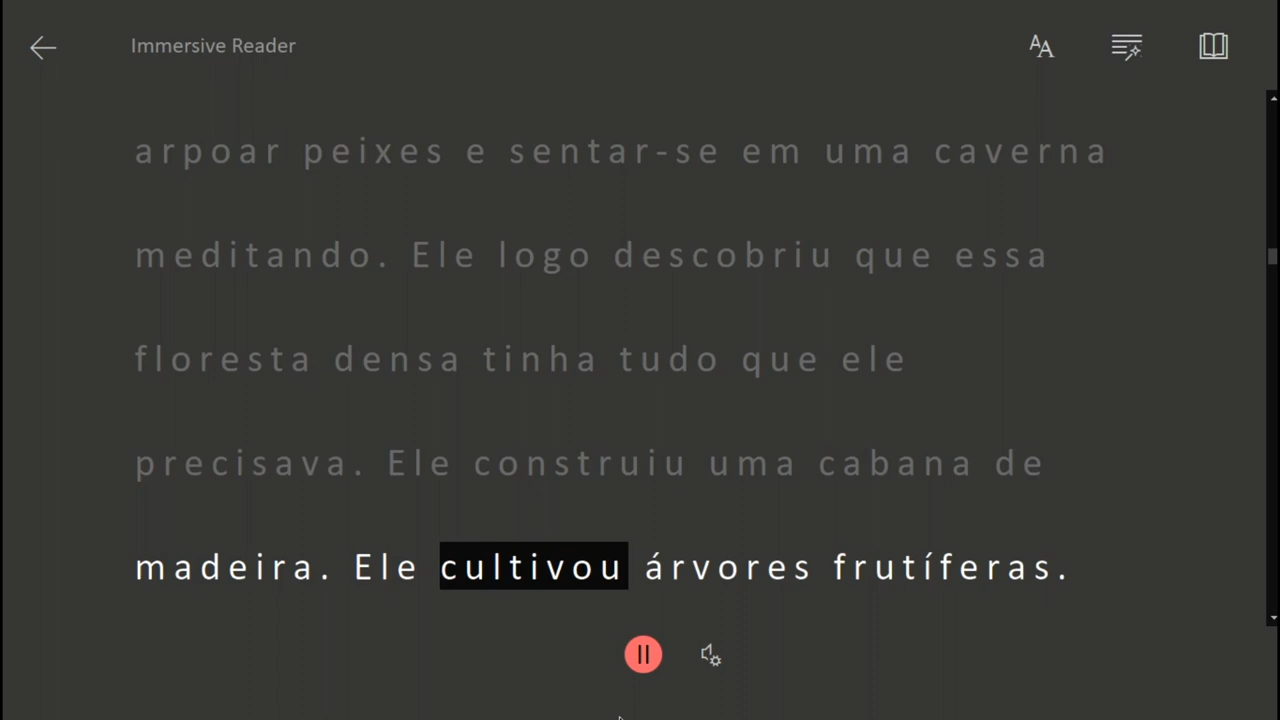 Immersive Reader
arpoar peixes e sentar-se em uma caverna
meditando. Ele logo descobriu que essa
floresta densa tinha tudo que ele
precisava. Ele construiu uma cabana de
madeira. Ele cultivou árvores frutíferas.